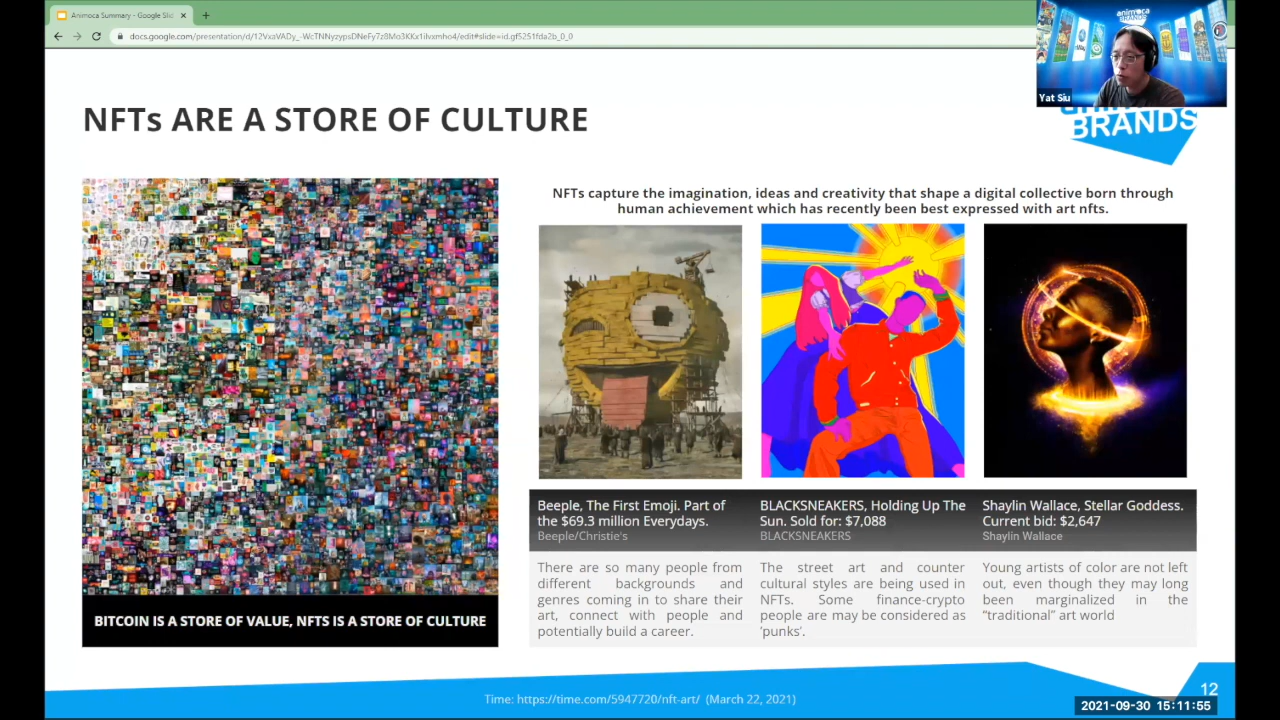 Animoca Summary - Google Slid
docs.google.com/presentation/d/12VxaVADy_-WcTNNyzypsDNeFy7z8Mo3KKx1ilvxmho4/edit#slide=id.gf5251fda2b_0_0
animoca
BRANDS
Yat Siu
BRANDS
NFTs ARE A STORE OF CULTURE
NFTs capture the imagination, ideas and creativity that shape a digital collective born through
human achievement which has recently been best expressed with art nfts.
BITCOIN IS A STORE OF VALUE, NFTS IS A STORE OF CULTURE
Beeple, The First Emoji. Part of
the $69.3 million Everydays.
Beeple/Christie's
There are so many people from
different backgrounds and
genres coming in to share their
art, connect with people and
potentially build a career.
BLACKSNEAKERS, Holding Up The
Sun. Sold for: $7,088
BLACKSNEAKERS
The street art and counter
cultural styles are being used in
NFTs. Some finance-crypto
people are may be considered as
'punks'.
Shaylin Wallace, Stellar Goddess.
Current bid: $2,647
Shaylin Wallace
Young artists of color are not left
out, even though they may long
been marginalized in the
"traditional" art world
Time: https://time.com/5947720/nft-art/ (March 22, 2021)
12
2021-09-30 15:11:55